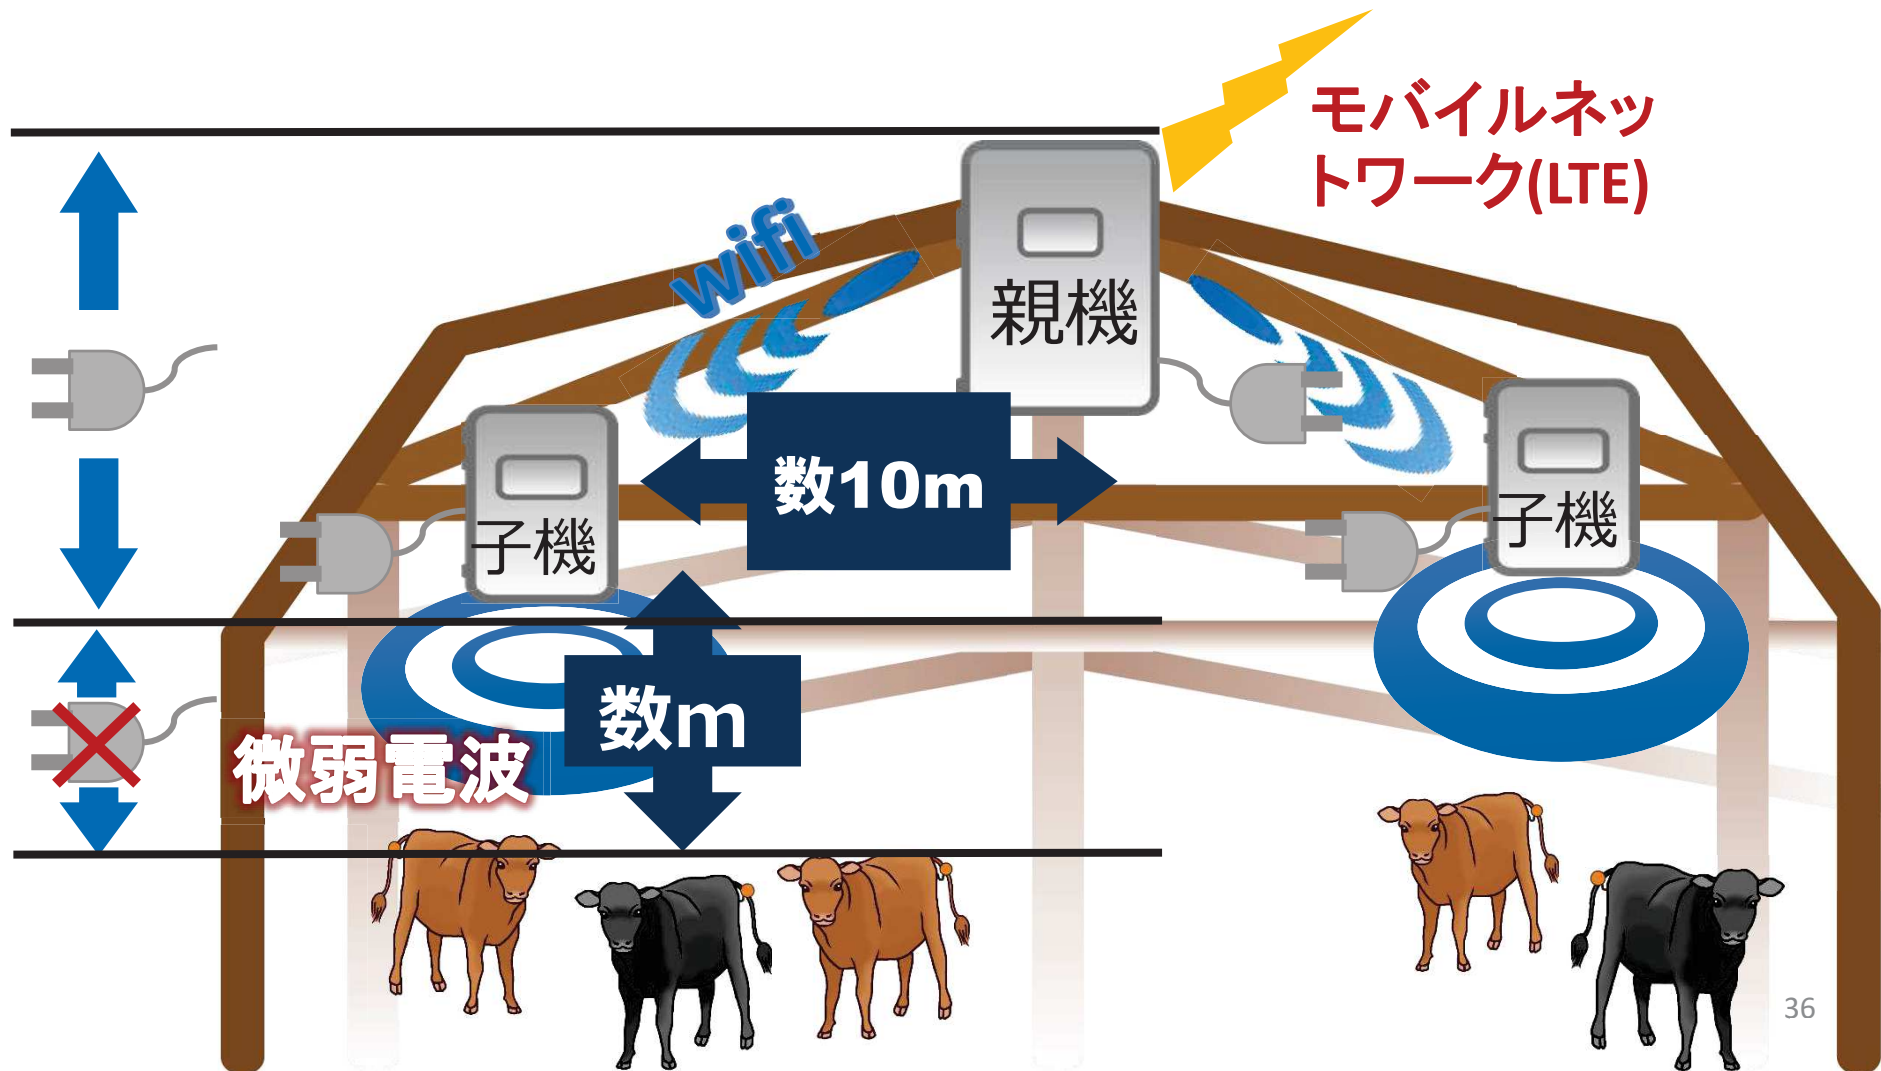 モバイルネッ
トワーク(LTE)
wifi
親機
数10m
子機
子機
数m
微弱電波
36